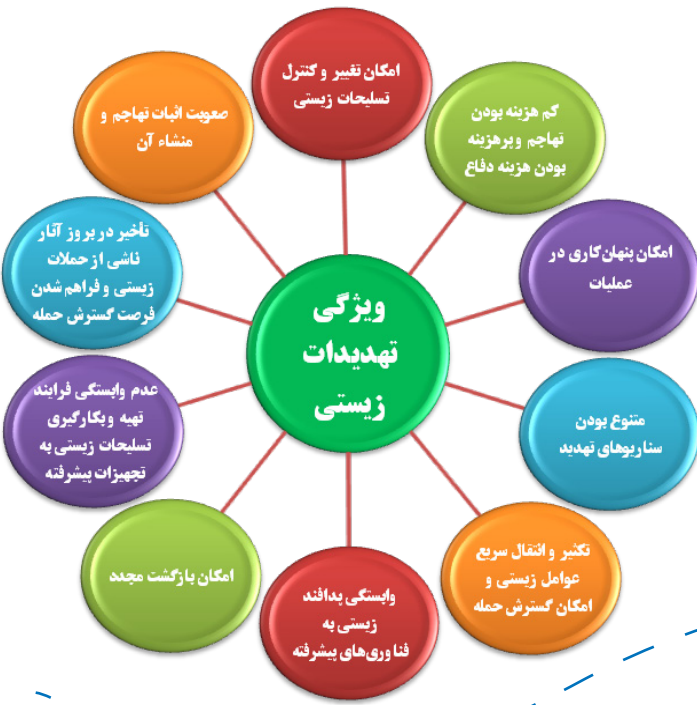 ویژگی
تهدیدات
زیستی
امکان تغییر و کنترل
تسلیحات زیستی
کم هزینه بودن
تهاجم و پرهزینه
بودن هزینه دفاع
امکان پنهان کاری در
عملیات
متنوع بودن
سناریوهای تهدید
تکثیر و انتقال سریع
عوامل زیستی و
امکان گسترش حمله
وابستگی پدافند
زیستی به
فناوری‌های پیشرفته
امکان بازگشت مجدد
عدم وابستگی فرایند
تهیه و بکارگیری
تسلیحات زیستی به
تجهیزات پیشرفته
تأخیر در بروز آثار
ناشی از حملات
زیستی و فراهم شدن
فرصت گسترش حمله
صعوبت اثبات تهاجم و
منشاء آن